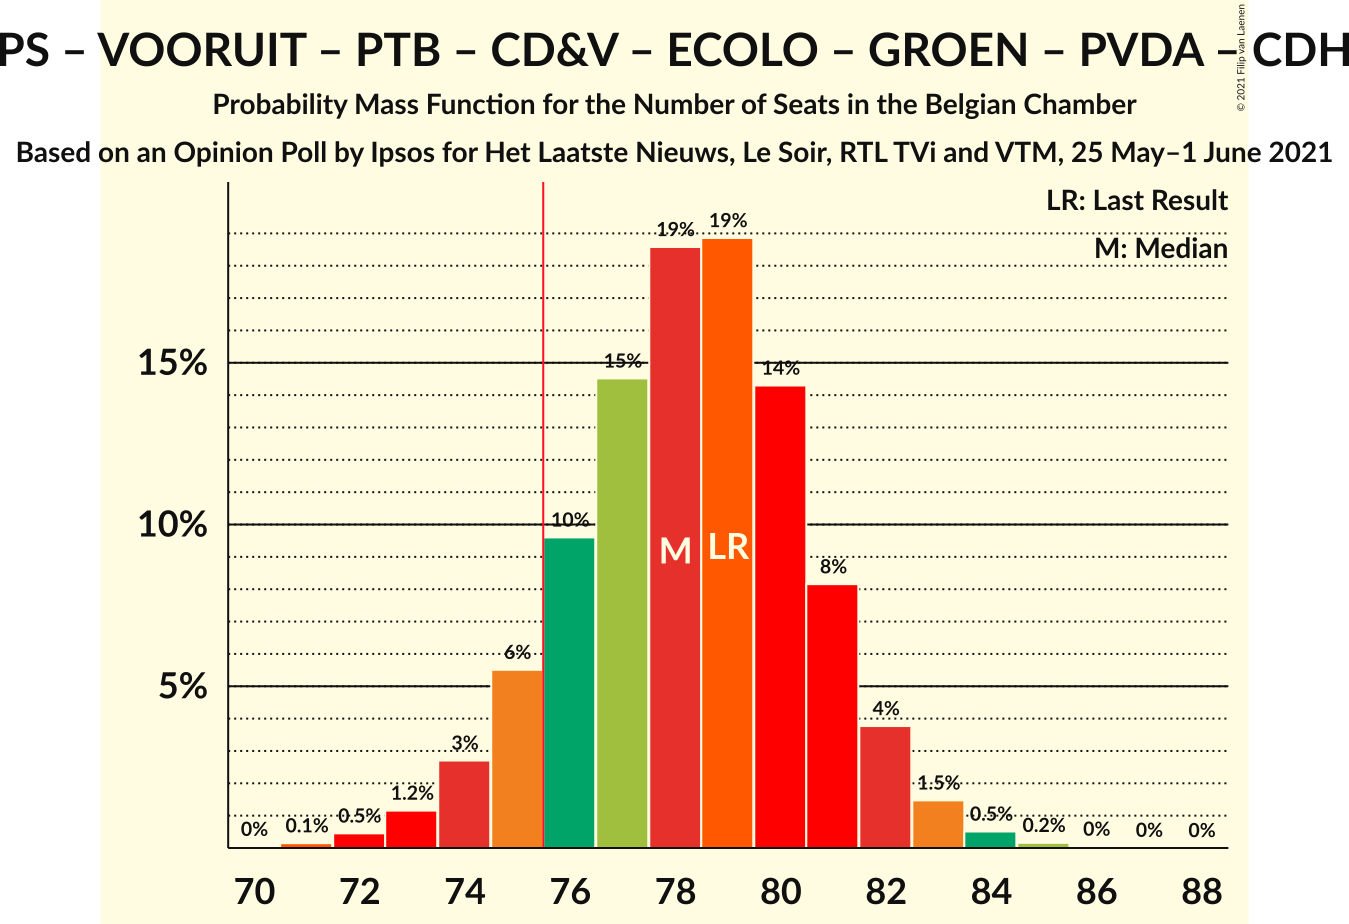 PS – VOORUIT – PTB – CD&V – ECOLO – GROEN – PVDA – CDH
Probability Mass Function for the Number of Seats in the Belgian Chamber
Based on an Opinion Poll by Ipsos for Het Laatste Nieuws, Le Soir, RTL TVi and VTM, 25 May–1 June 2021
© 2021 Filip van Laenen
LR: Last Result
M: Median
15%
10%
5%
0%
0.1%
0.5%
1.2%
3%
6%
10%
15%
19%
19%
14%
8%
4%
1.5%
0.5%
0.2%
0%
0%
0%
M
LR
70 72 74 76 78 80 82 84 86 88